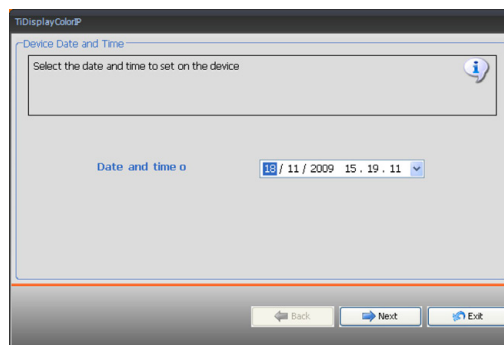 TiDisplayColorIP
Device Date and Time
Select the date and time to set on the device
Date and time o
18 / 11 / 2009 15 . 19 . 11
Back
Next
Exit